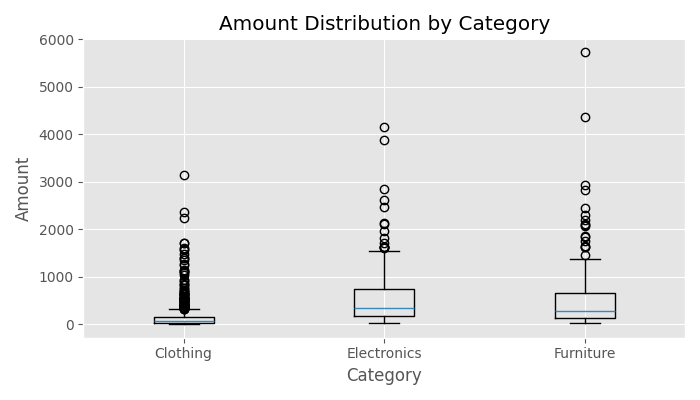 Amount Distribution by Category
6000
5000
4000
3000
2000
1000
0
Amount
Clothing Electronics Furniture
Category